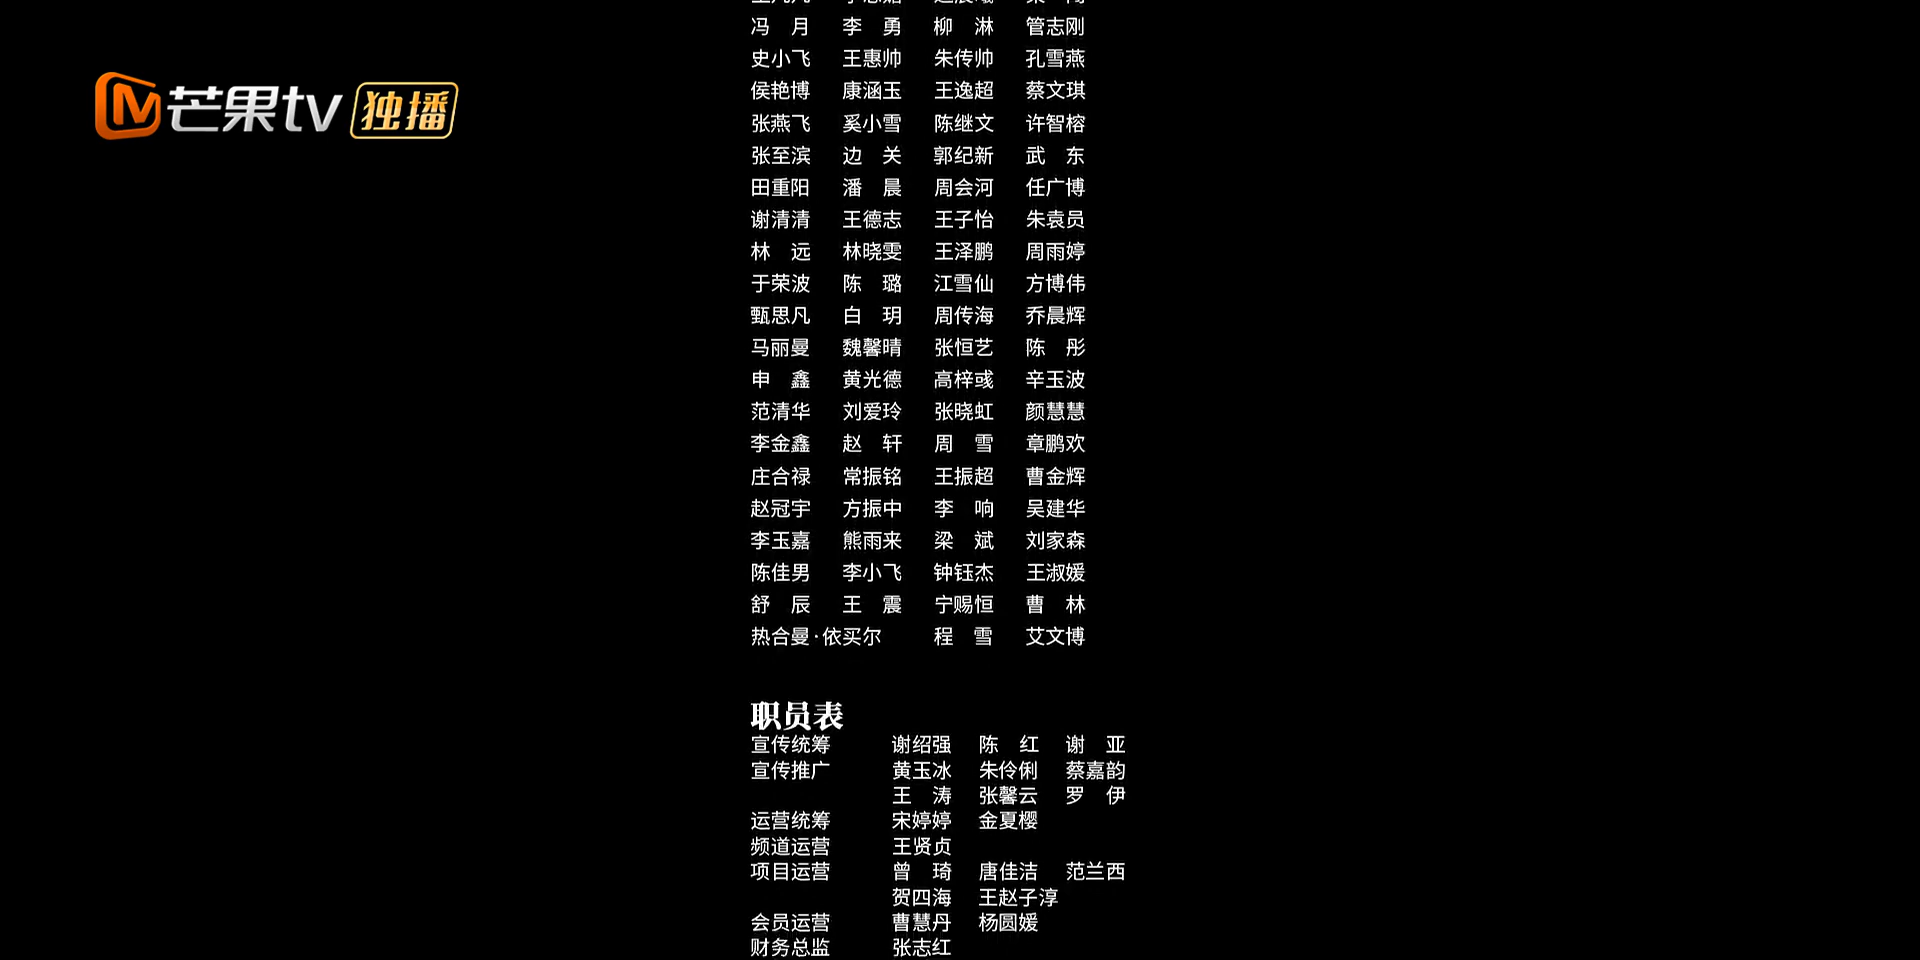 芒果tv 独播
冯 月 李 勇 柳 淋 管志刚
史小飞 王惠帅 朱传帅 孔雪燕
侯艳博 康涵玉 王逸超 蔡文琪
张燕飞 奚小雪 陈继文 许智榕
张至滨 边 关 郭纪新 武 东
田重阳 潘 晨 周会河 任广博
谢清清 王德志 王子怡 朱袁员
林 远 林晓雯 王泽鹏 周雨婷
于荣波 陈 璐 江雪仙 方博伟
甄思凡 白 玥 周传海 乔晨辉
马丽曼 魏馨晴 张恒艺 陈 彤
申 鑫 黄光德 高梓彧 辛玉波
范清华 刘爱玲 张晓虹 颜慧慧
李金鑫 赵 轩 周 雪 章鹏欢
庄合禄 常振铭 王振超 曹金辉
赵冠宇 方振中 李 响 吴建华
李玉嘉 熊雨来 梁 斌 刘家森
陈佳男 李小飞 钟钰杰 王淑媛
舒 辰 王 震 宁赐恒 曹 林
热合曼·依买尔 程 雪 艾文博
职员表
宣传统筹 谢绍强 陈 红 谢 亚
宣传推广 黄玉冰 朱伶俐 蔡嘉韵
王 涛 张馨云 罗 伊
运营统筹 宋婷婷 金夏樱
频道运营 王贤贞
项目运营 曾 琦 唐佳洁 范兰西
贺四海 王赵子淳
会员运营 曹慧丹 杨圆媛
财务总监 张志红